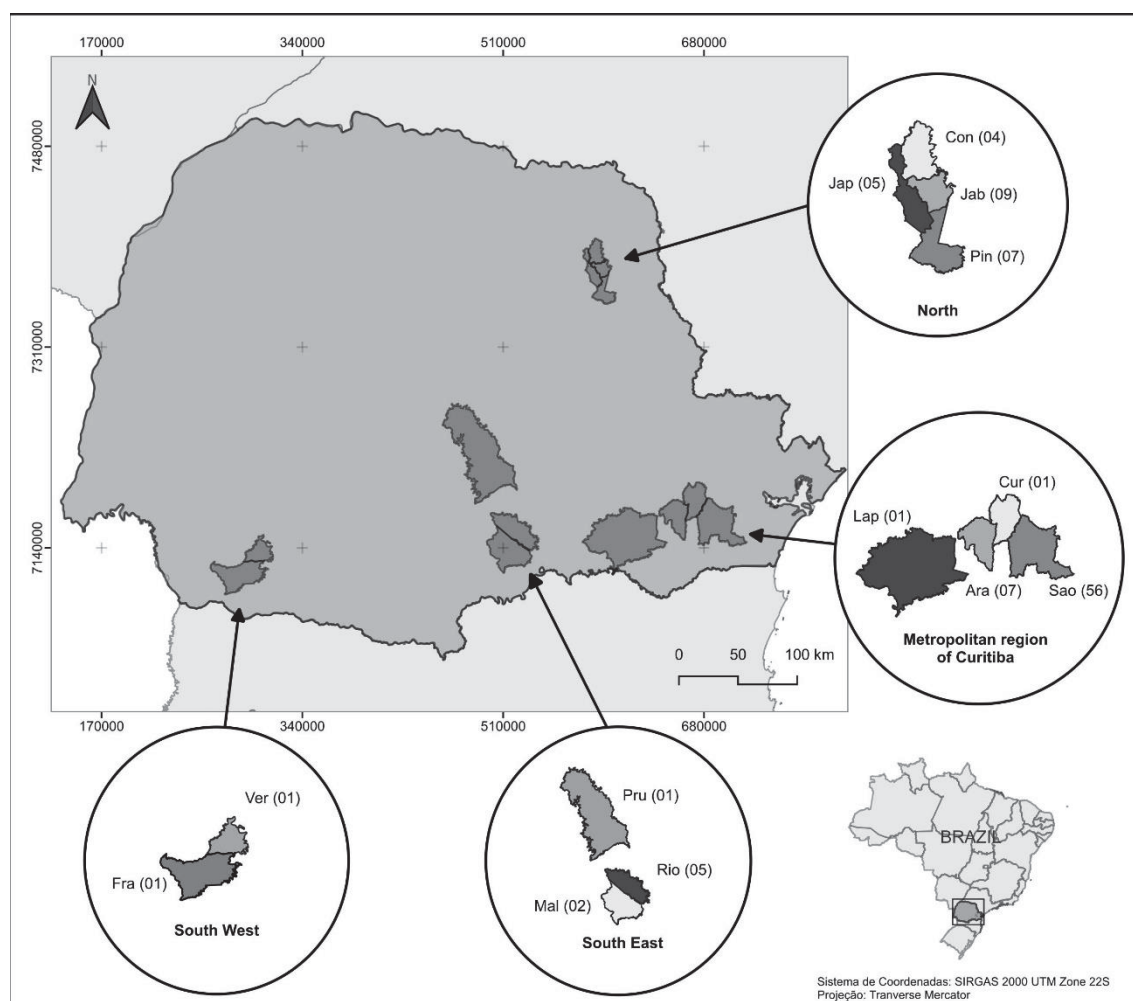 170000 340000 510000 680000
N
7480000
7310000
7140000
Con (04)
Jap (05)
Jab (09)
Pin (07)
North
Cur (01)
Lap (01)
Ara (07)
Sao (56)
Metropolitan region
of Curitiba
0 50 100 km
170000 340000 510000 680000
Ver (01)
Fra (01)
South West
Pru (01)
Rio (05)
Mal (02)
South East
BRAZIL
Sistema de Coordenadas: SIRGAS 2000 UTM Zone 22S
Projeção: Tranverse Mercator